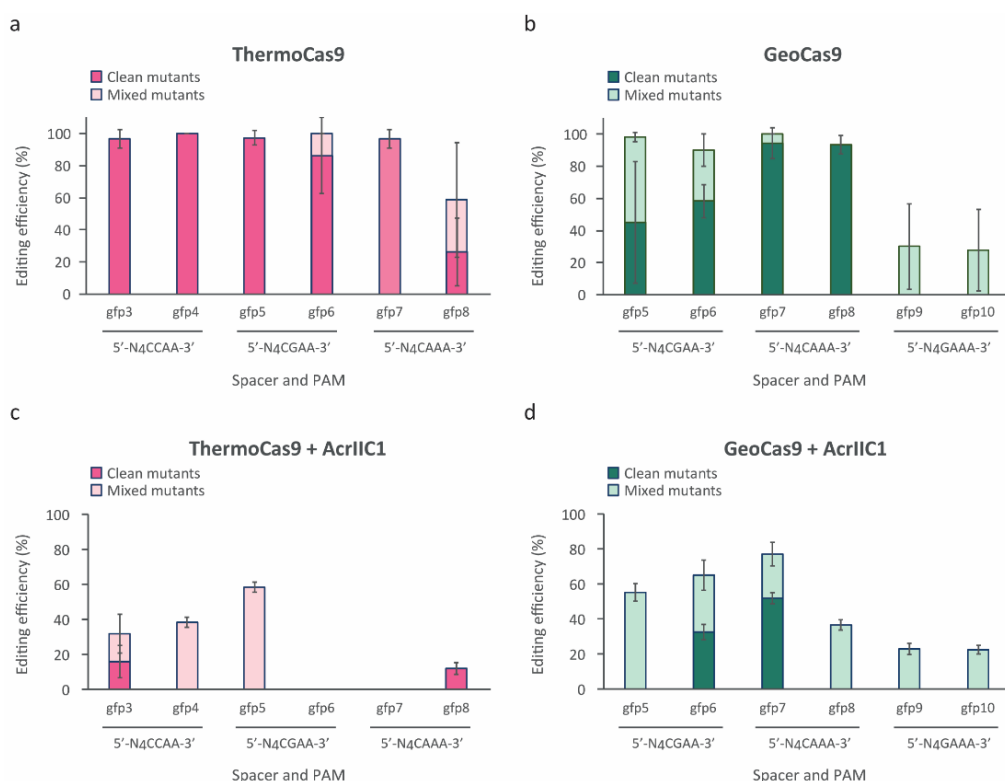 a
ThermoCas9
Clean mutants
Mixed mutants
Editing efficiency (%)
100
80
60
40
20
0
gfp3 gfp4 gfp5 gfp6 gfp7 gfp8
5′-N4CCAA-3′ 5′-N4CGAA-3′ 5′-N4CAAA-3′
Spacer and PAM
b
GeoCas9
Clean mutants
Mixed mutants
Editing efficiency (%)
100
80
60
40
20
0
gfp5 gfp6 gfp7 gfp8 gfp9 gfp10
5′-N4CGAA-3′ 5′-N4CAAA-3′ 5′-N4GAAA-3′
Spacer and PAM
c
ThermoCas9 + AcrIIC1
Clean mutants
Mixed mutants
Editing efficiency (%)
100
80
60
40
20
0
gfp3 gfp4 gfp5 gfp6 gfp7 gfp8
5′-N4CCAA-3′ 5′-N4CGAA-3′ 5′-N4CAAA-3′
Spacer and PAM
d
GeoCas9 + AcrIIC1
Clean mutants
Mixed mutants
Editing efficiency (%)
100
80
60
40
20
0
gfp5 gfp6 gfp7 gfp8 gfp9 gfp10
5′-N4CGAA-3′ 5′-N4CAAA-3′ 5′-N4GAAA-3′
Spacer and PAM